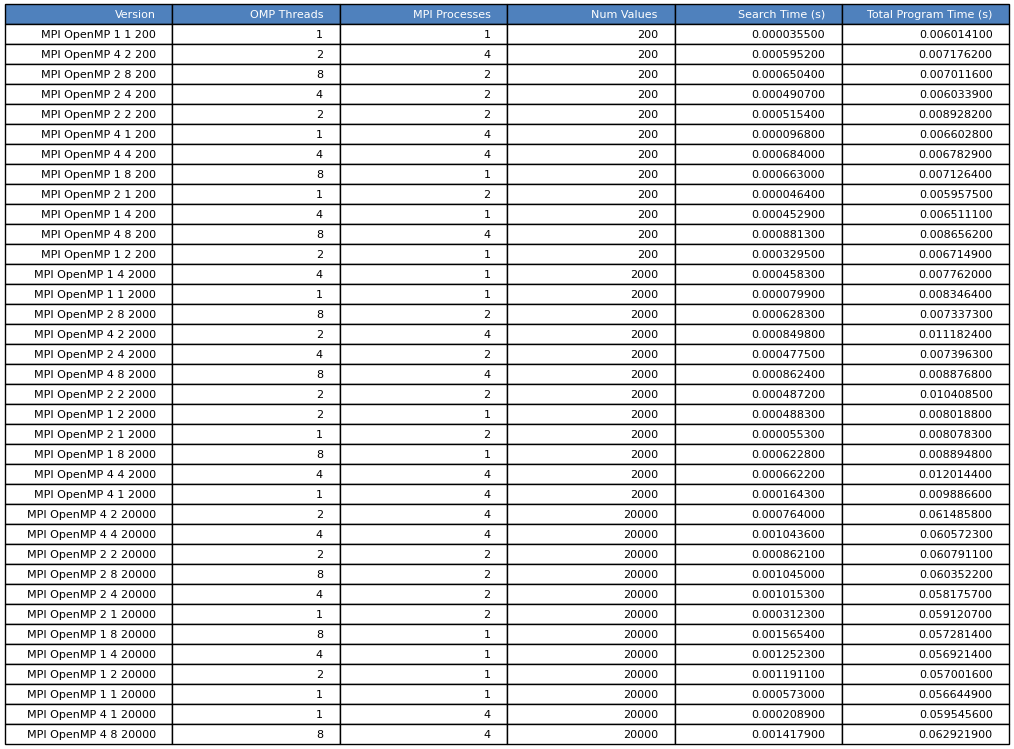 Version OMP Threads MPI Processes Num Values Search Time (s) Total Program Time (s)
MPI OpenMP 1 1 200 1 1 200 0.000035500 0.006014100
MPI OpenMP 4 2 200 2 4 200 0.000595200 0.007176200
MPI OpenMP 2 8 200 8 2 200 0.000650400 0.007011600
MPI OpenMP 2 4 200 4 2 200 0.000490700 0.006033900
MPI OpenMP 2 2 200 2 2 200 0.000515400 0.008928200
MPI OpenMP 4 1 200 1 4 200 0.000096800 0.006602800
MPI OpenMP 4 4 200 4 4 200 0.000684000 0.006782900
MPI OpenMP 1 8 200 8 1 200 0.000663000 0.007126400
MPI OpenMP 2 1 200 1 2 200 0.000046400 0.005957500
MPI OpenMP 1 4 200 4 1 200 0.000452900 0.006511100
MPI OpenMP 4 8 200 8 4 200 0.000881300 0.008656200
MPI OpenMP 1 2 200 2 1 200 0.000329500 0.006714900
MPI OpenMP 1 4 2000 4 1 2000 0.000458300 0.007762000
MPI OpenMP 1 1 2000 1 1 2000 0.000079900 0.008346400
MPI OpenMP 2 8 2000 8 2 2000 0.000628300 0.007337300
MPI OpenMP 4 2 2000 2 4 2000 0.000849800 0.011182400
MPI OpenMP 2 4 2000 4 2 2000 0.000477500 0.007396300
MPI OpenMP 4 8 2000 8 4 2000 0.000862400 0.008876800
MPI OpenMP 2 2 2000 2 2 2000 0.000487200 0.010408500
MPI OpenMP 1 2 2000 2 1 2000 0.000488300 0.008018800
MPI OpenMP 2 1 2000 1 2 2000 0.000055300 0.008078300
MPI OpenMP 1 8 2000 8 1 2000 0.000622800 0.008894800
MPI OpenMP 4 4 2000 4 4 2000 0.000662200 0.012014400
MPI OpenMP 4 1 2000 1 4 2000 0.000164300 0.009886600
MPI OpenMP 4 2 20000 2 4 20000 0.000764000 0.061485800
MPI OpenMP 4 4 20000 4 4 20000 0.001043600 0.060572300
MPI OpenMP 2 2 20000 2 2 20000 0.000862100 0.060791100
MPI OpenMP 2 8 20000 8 2 20000 0.001045000 0.060352200
MPI OpenMP 2 4 20000 4 2 20000 0.001015300 0.058175700
MPI OpenMP 2 1 20000 1 2 20000 0.000312300 0.059120700
MPI OpenMP 1 8 20000 8 1 20000 0.001565400 0.057281400
MPI OpenMP 1 4 20000 4 1 20000 0.001252300 0.056921400
MPI OpenMP 1 2 20000 2 1 20000 0.001191100 0.057001600
MPI OpenMP 1 1 20000 1 1 20000 0.000573000 0.056644900
MPI OpenMP 4 1 20000 1 4 20000 0.000208900 0.059545600
MPI OpenMP 4 8 20000 8 4 20000 0.001417900 0.062921900